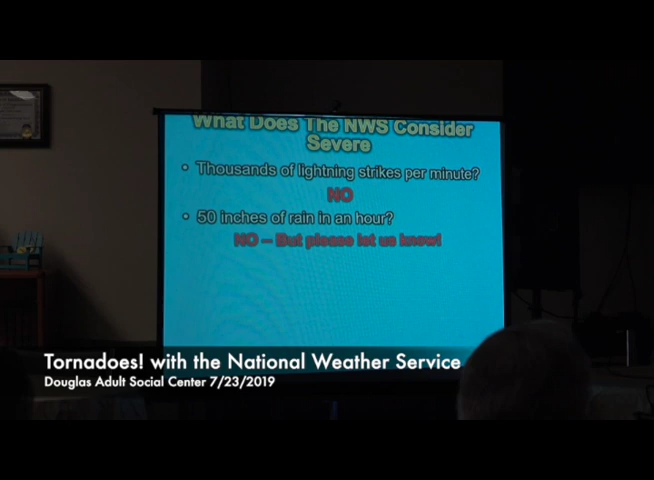 What Does The NWS Consider
Severe
• Thousands of lightning strikes per minute?
NO
• 50 inches of rain in an hour?
NO – But please let us know!
Tornadoes! with the National Weather Service
Douglas Adult Social Center 7/23/2019